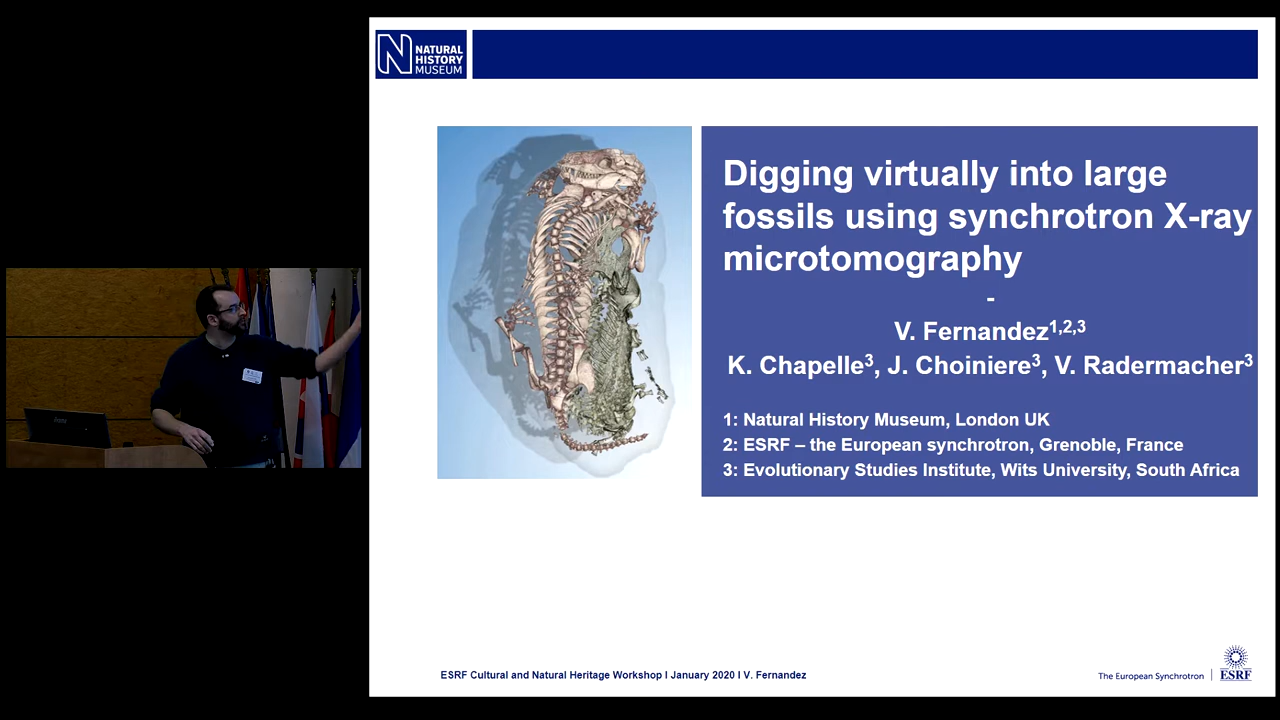 NATURAL
HISTORY
MUSEUM
Digging virtually into large
fossils using synchrotron X-ray
microtomography
-
V. Fernandez1,2,3
K. Chapelle3, J. Choiniere3, V. Radermacher3
1: Natural History Museum, London UK
2: ESRF – the European synchrotron, Grenoble, France
3: Evolutionary Studies Institute, Wits University, South Africa
ESRF Cultural and Natural Heritage Workshop I January 2020 I V. Fernandez
The European Synchrotron
ESRF